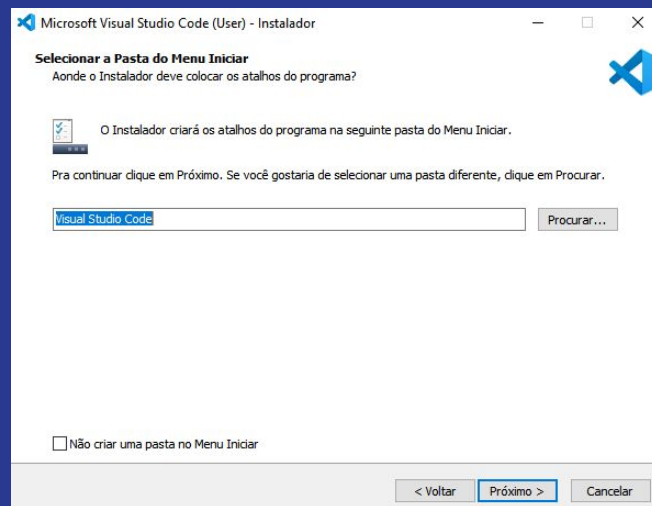 Microsoft Visual Studio Code (User) - Instalador
Selecionar a Pasta do Menu Iniciar
Aonde o Instalador deve colocar os atalhos do programa?
O Instalador criará os atalhos do programa na seguinte pasta do Menu Iniciar.
Pra continuar clique em Próximo. Se você gostaria de selecionar uma pasta diferente, clique em Procurar.
Visual Studio Code
Procurar...
Não criar uma pasta no Menu Iniciar
< Voltar
Próximo >
Cancelar